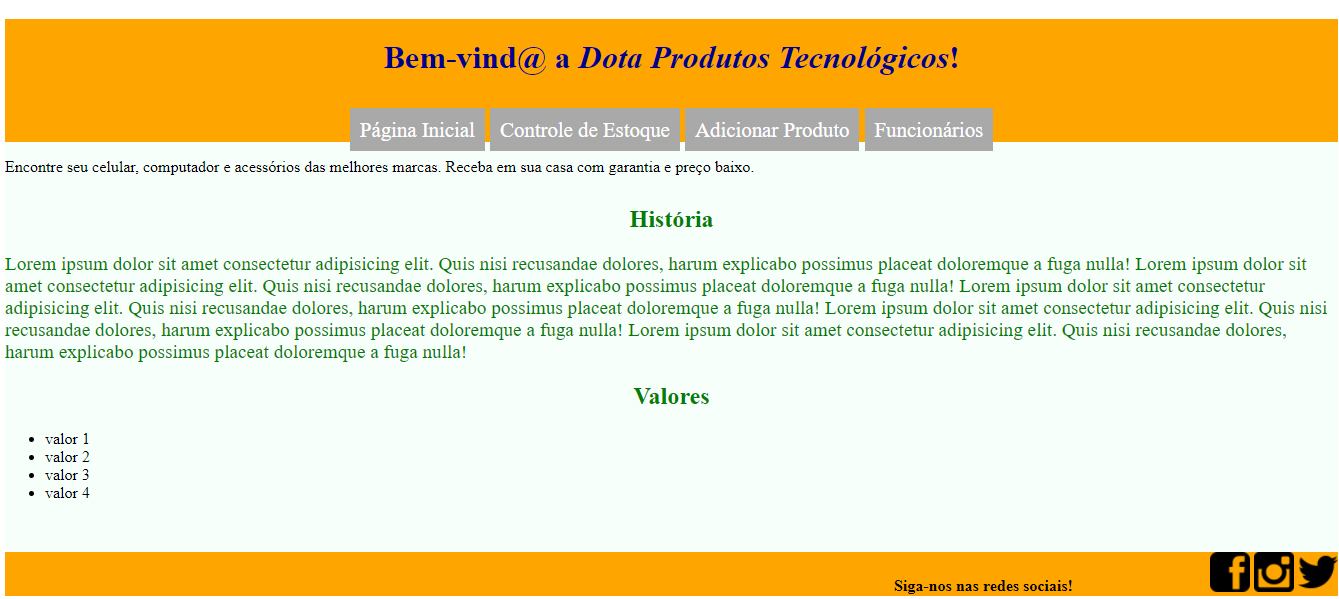 Bem-vind@ a Dota Produtos Tecnológicos!
Página Inicial Controle de Estoque Adicionar Produto Funcionários
Encontre seu celular, computador e acessórios das melhores marcas. Receba em sua casa com garantia e preço baixo.
História
Lorem ipsum dolor sit amet consectetur adipisicing elit. Quis nisi recusandae dolores, harum explicabo possimus placeat doloremque a fuga nulla! Lorem ipsum dolor sit
amet consectetur adipisicing elit. Quis nisi recusandae dolores, harum explicabo possimus placeat doloremque a fuga nulla! Lorem ipsum dolor sit amet consectetur
adipisicing elit. Quis nisi recusandae dolores, harum explicabo possimus placeat doloremque a fuga nulla! Lorem ipsum dolor sit amet consectetur adipisicing elit. Quis nisi
recusandae dolores, harum explicabo possimus placeat doloremque a fuga nulla! Lorem ipsum dolor sit amet consectetur adipisicing elit. Quis nisi recusandae dolores,
harum explicabo possimus placeat doloremque a fuga nulla!
Valores
• valor 1
• valor 2
• valor 3
• valor 4
Siga-nos nas redes sociais!